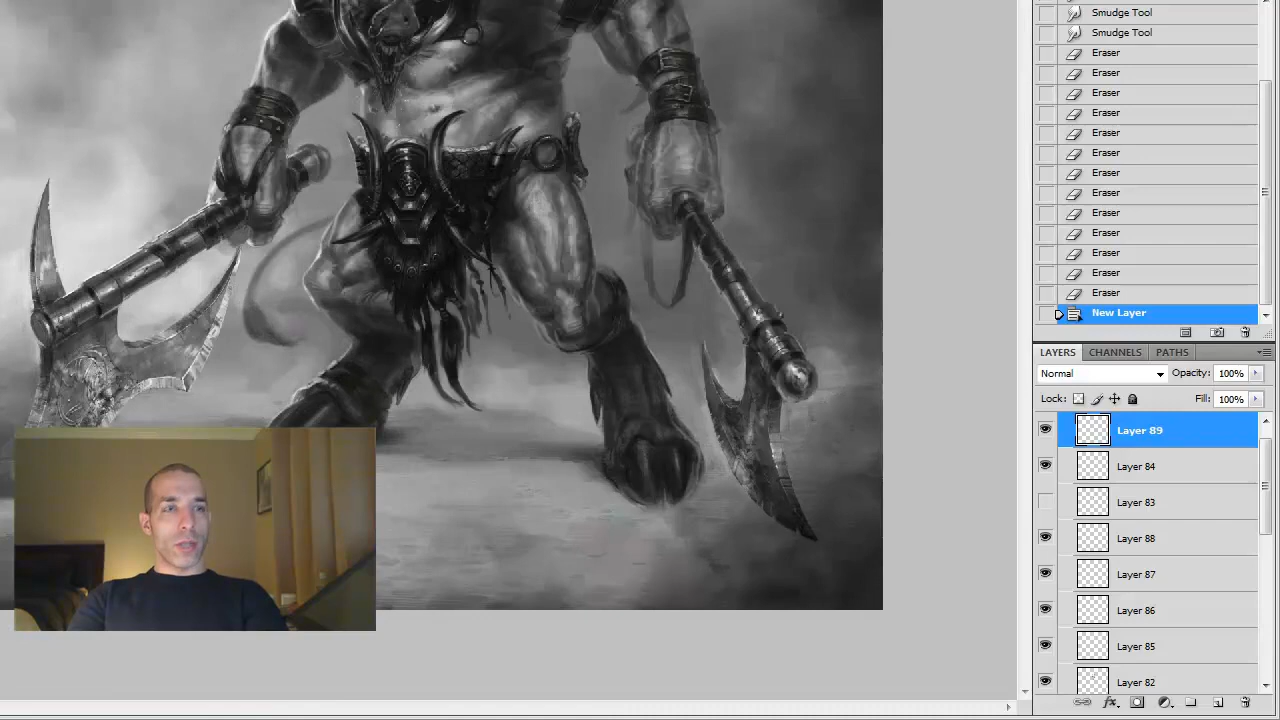 Smudge Tool
Smudge Tool
Eraser
Eraser
Eraser
Eraser
Eraser
Eraser
Eraser
Eraser
Eraser
Eraser
Eraser
Eraser
Eraser
New Layer
LAYERS CHANNELS PATHS
Normal Opacity: 100%
Lock: Fill: 100%
Layer 89
Layer 84
Layer 83
Layer 88
Layer 87
Layer 86
Layer 85
Layer 82